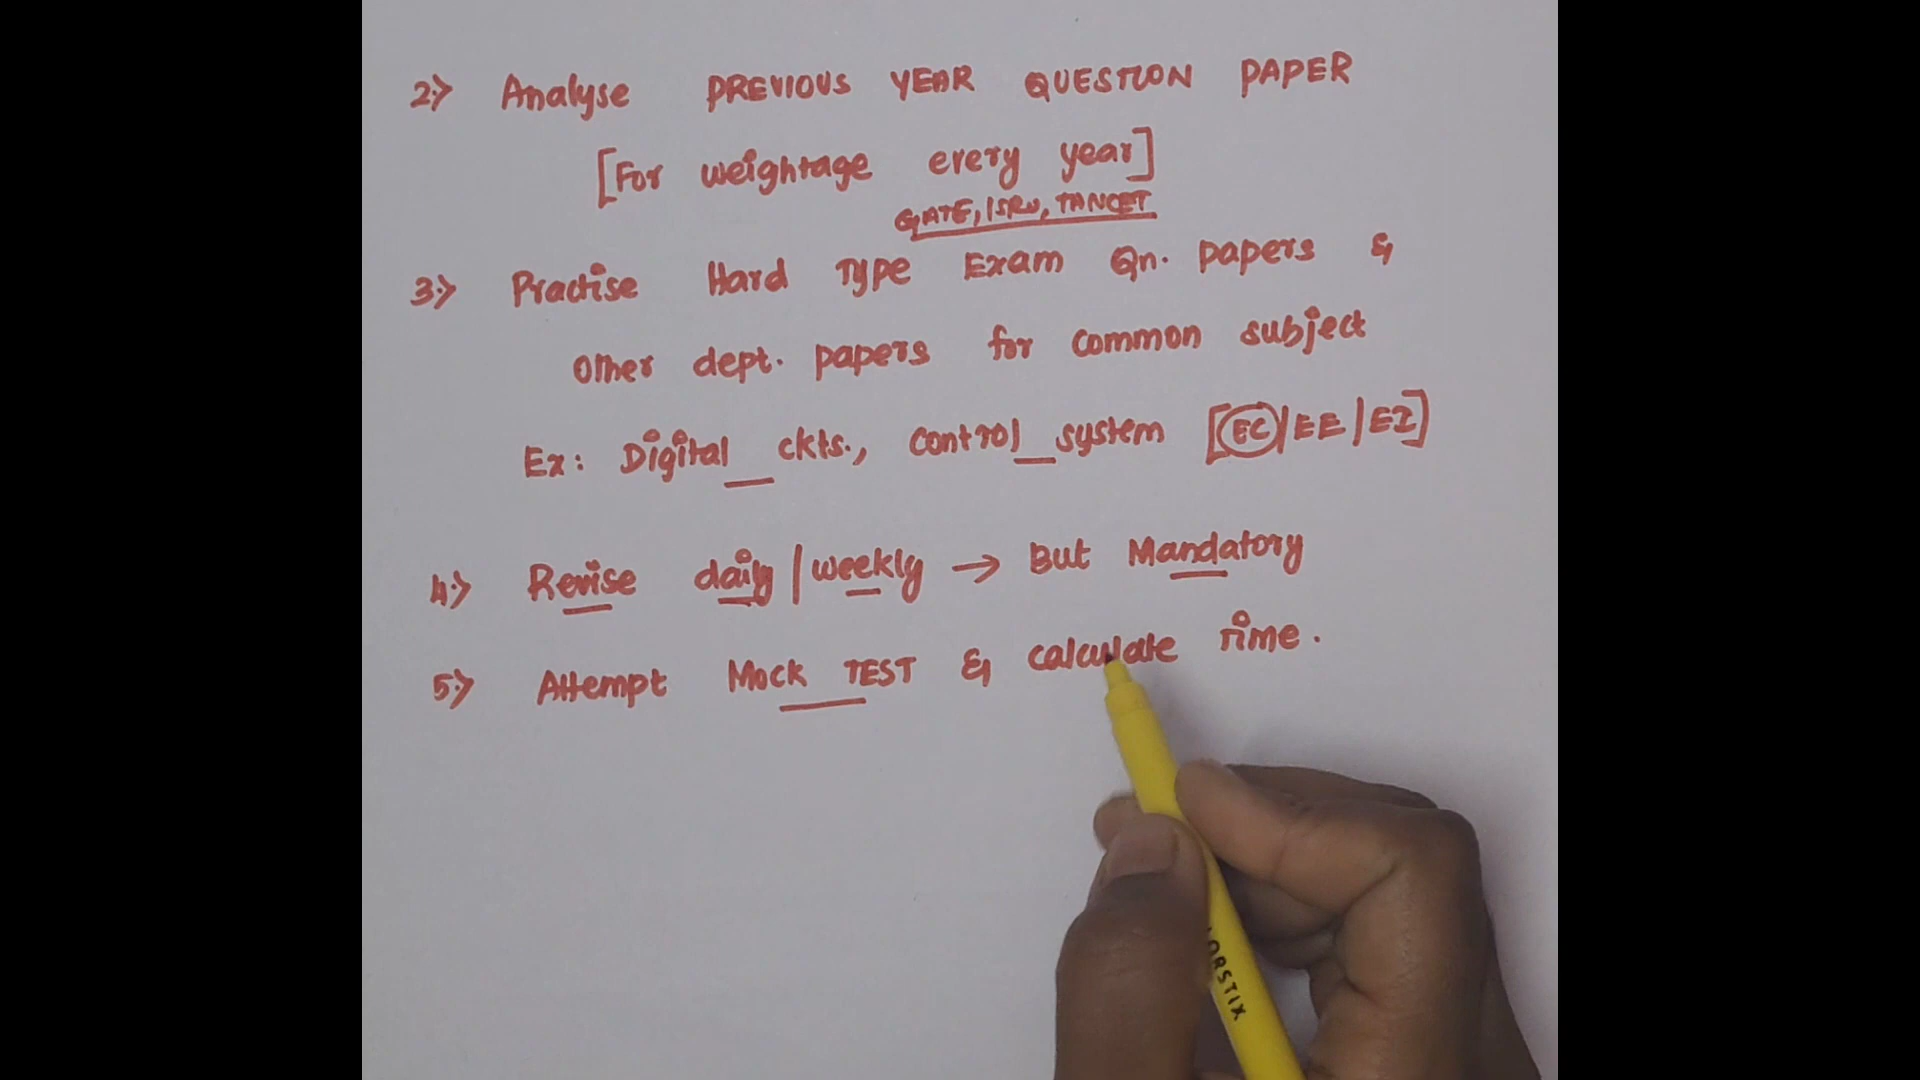 2.> Analyse PREVIOUS YEAR QUESTION PAPER
[For weightage every year]
GATE, ISRO, TANCET
3.> Practise Hard Type Exam Qn. papers &
Other dept. papers for common subject
Ex: Digital ckts., control system [EC|EE|EI]
4.> Revise daily | weekly → But Mandatory
5.> Attempt Mock TEST & calculate Time.
ORSTIX